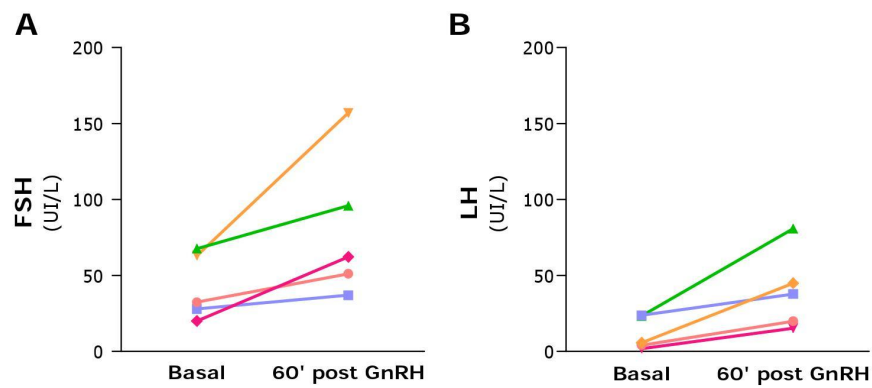 A
200
150
100
50
0
FSH
(UI/L)
Basal
60' post GnRH
B
200
150
100
50
0
LH
(UI/L)
Basal
60' post GnRH